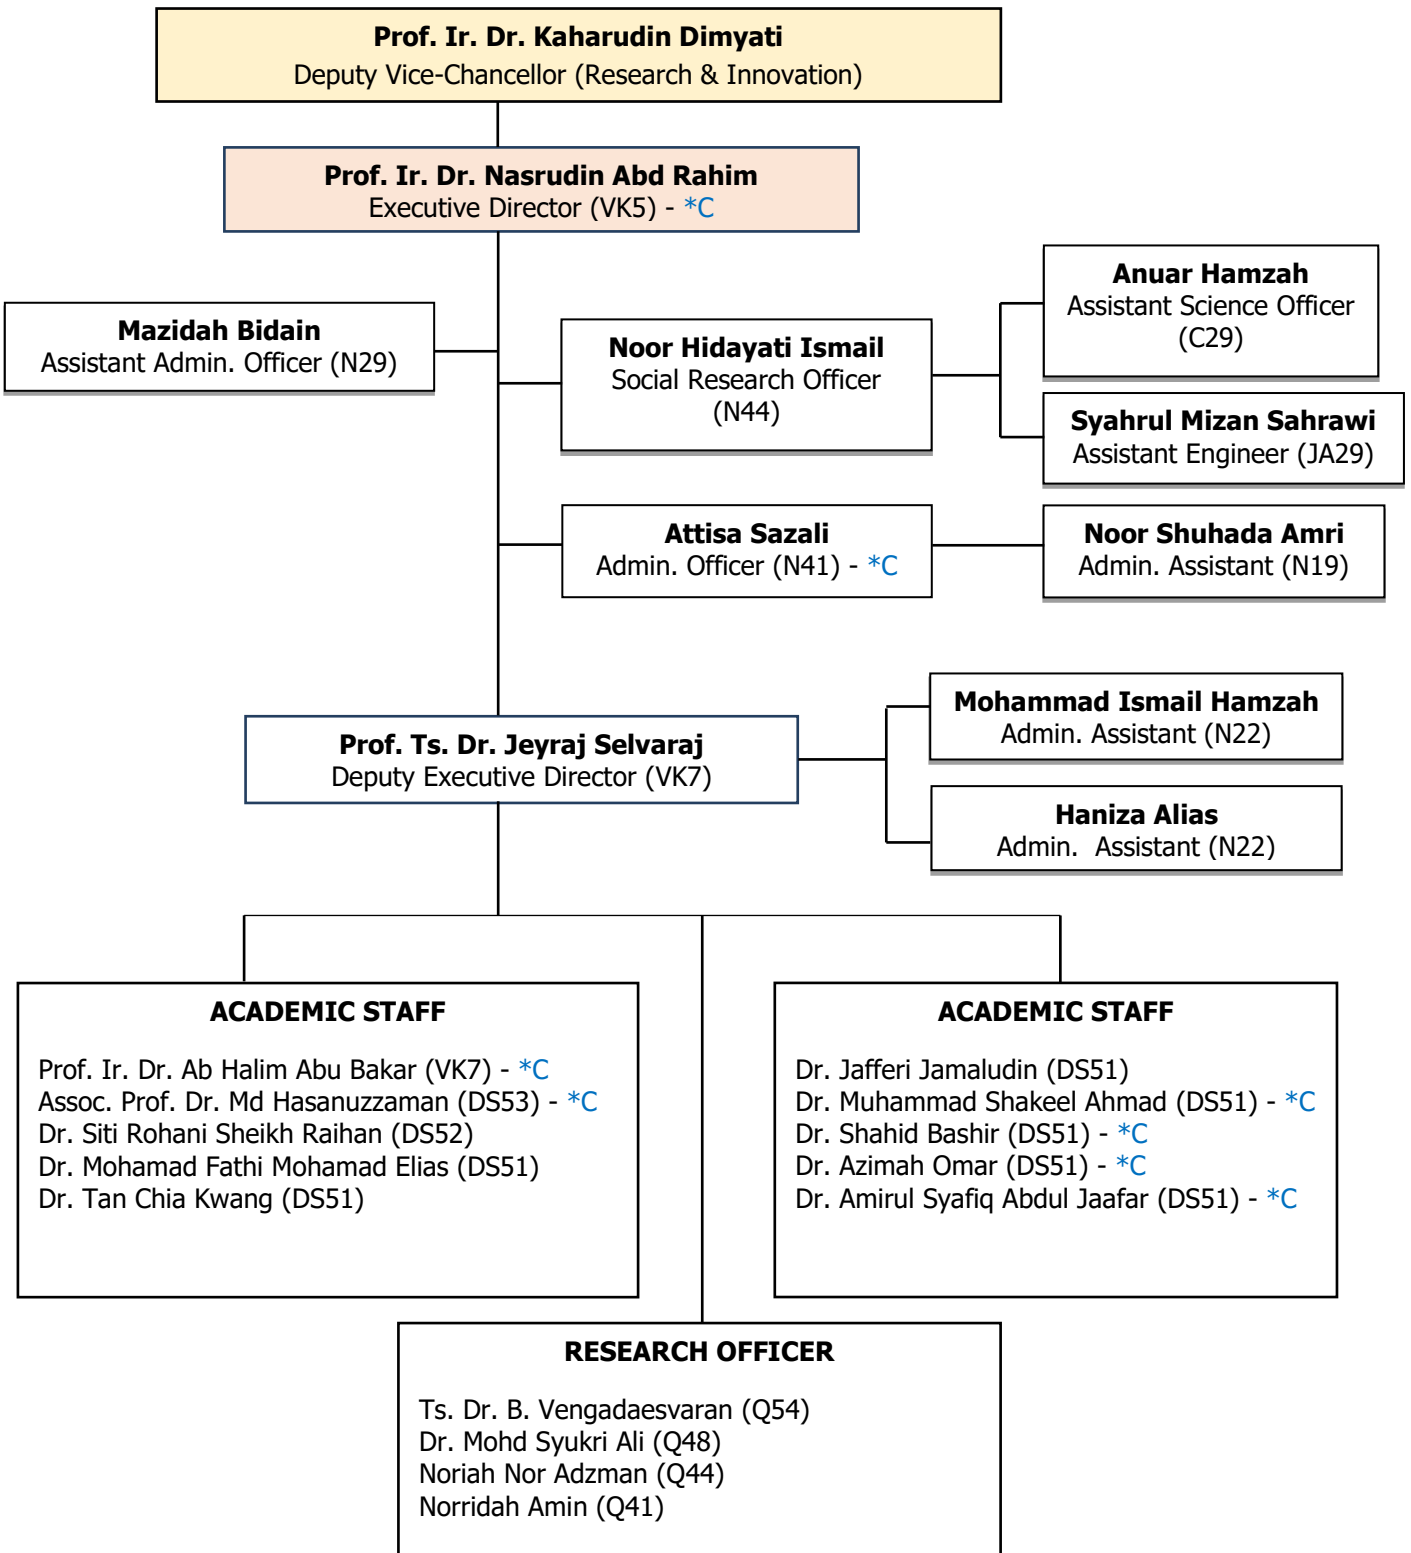 Prof. Ir. Dr. Kaharudin Dimyati
Deputy Vice-Chancellor (Research & Innovation)
Prof. Ir. Dr. Nasrudin Abd Rahim
Executive Director (VK5) - *C
Mazidah Bidain
Assistant Admin. Officer (N29)
Noor Hidayati Ismail
Social Research Officer
(N44)
Anuar Hamzah
Assistant Science Officer
(C29)
Syahrul Mizan Sahrawi
Assistant Engineer (JA29)
Attisa Sazali
Admin. Officer (N41) - *C
Noor Shuhada Amri
Admin. Assistant (N19)
Prof. Ts. Dr. Jeyraj Selvaraj
Deputy Executive Director (VK7)
Mohammad Ismail Hamzah
Admin. Assistant (N22)
Haniza Alias
Admin.  Assistant (N22)
ACADEMIC STAFF
Prof. Ir. Dr. Ab Halim Abu Bakar (VK7) - *C
Assoc. Prof. Dr. Md Hasanuzzaman (DS53) - *C
Dr. Siti Rohani Sheikh Raihan (DS52)
Dr. Mohamad Fathi Mohamad Elias (DS51)
Dr. Tan Chia Kwang (DS51)
ACADEMIC STAFF
Dr. Jafferi Jamaludin (DS51)
Dr. Muhammad Shakeel Ahmad (DS51) - *C
Dr. Shahid Bashir (DS51) - *C
Dr. Azimah Omar (DS51) - *C
Dr. Amirul Syafiq Abdul Jaafar (DS51) - *C
RESEARCH OFFICER
Ts. Dr. B. Vengadaesvaran (Q54)
Dr. Mohd Syukri Ali (Q48)
Noriah Nor Adzman (Q44)
Norridah Amin (Q41)